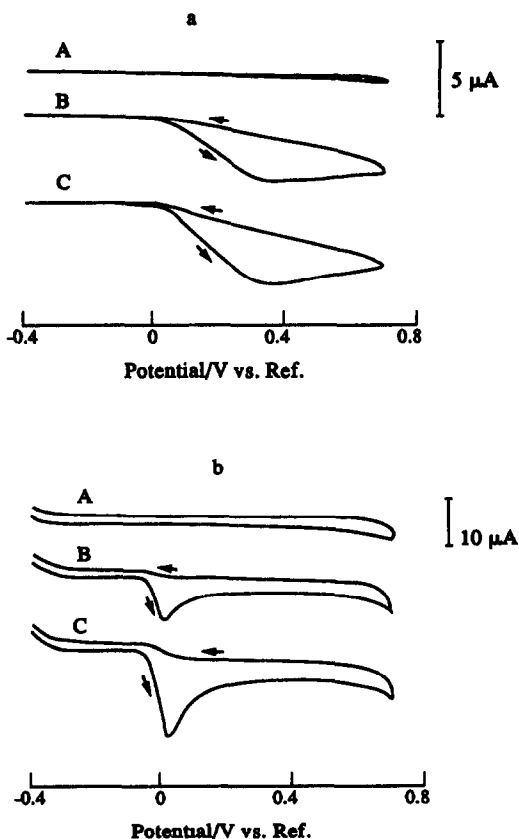 a
A
5 μA
B
C
-0.4 0 0.4 0.8
Potential/V vs. Ref.
b
A
10 μA
B
C
-0.4 0 0.4 0.8
Potential/V vs. Ref.